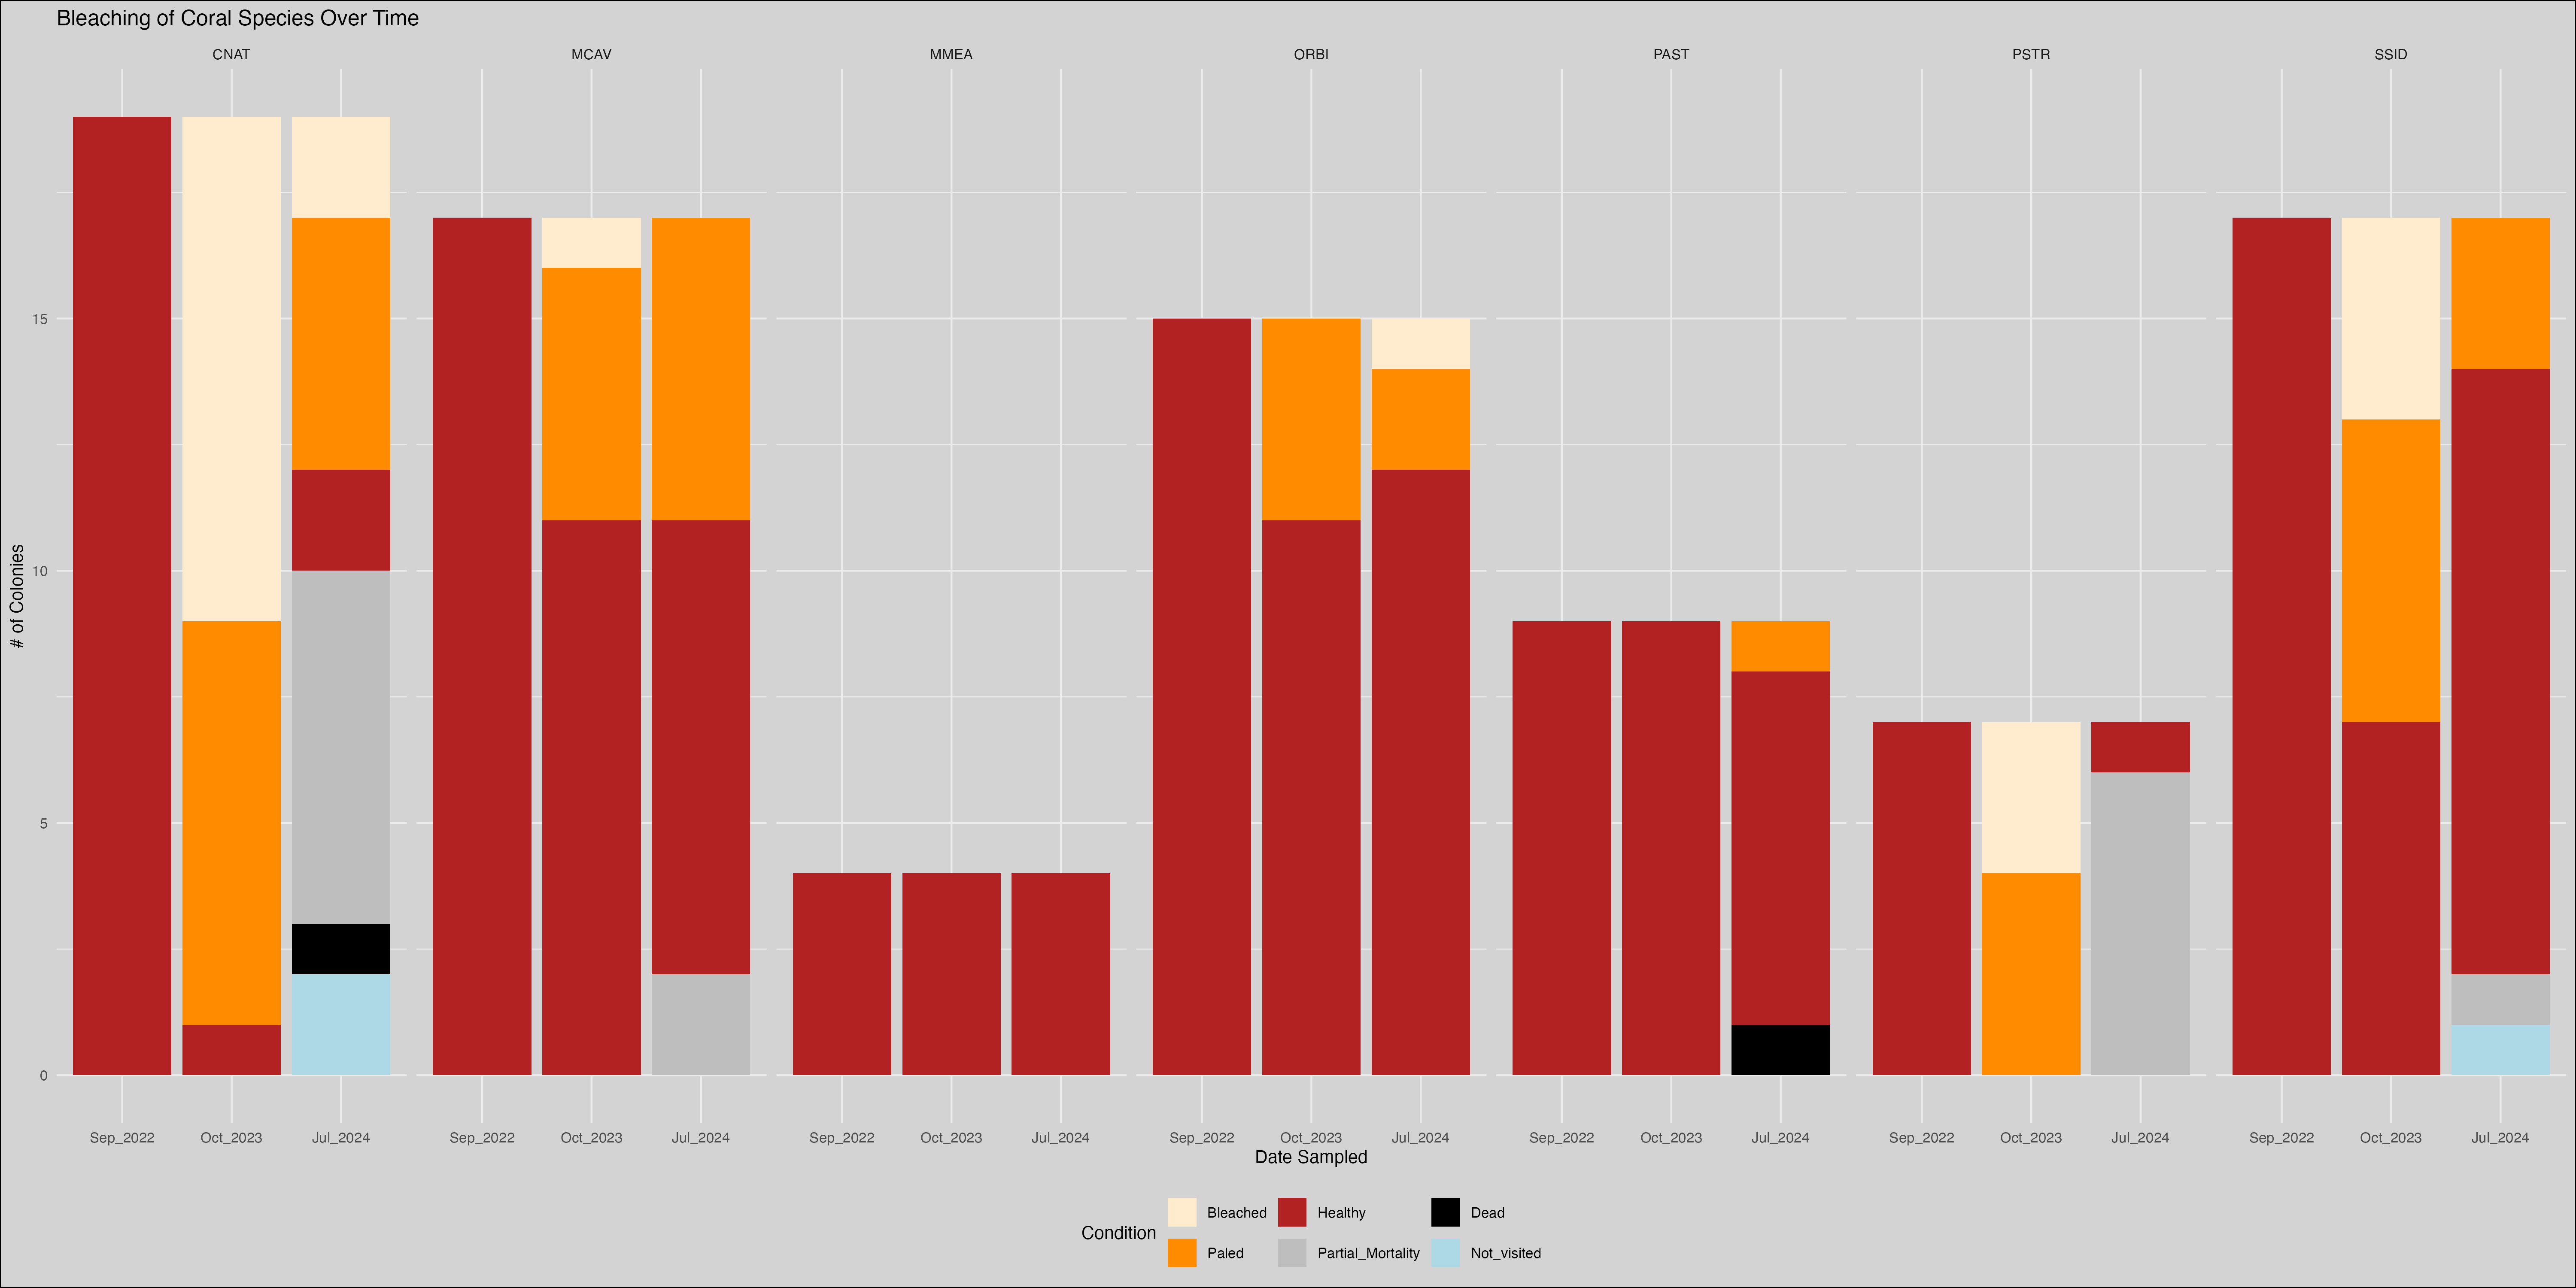 Bleaching of Coral Species Over Time
CNAT MCAV MMEA ORBI PAST PSTR SSID
# of Colonies
15
10
5
0
Sep_2022 Oct_2023 Jul_2024 Sep_2022 Oct_2023 Jul_2024 Sep_2022 Oct_2023 Jul_2024 Sep_2022 Oct_2023 Jul_2024 Sep_2022 Oct_2023 Jul_2024 Sep_2022 Oct_2023 Jul_2024 Sep_2022 Oct_2023 Jul_2024
Date Sampled
Condition
Bleached Healthy Dead
Paled Partial_Mortality Not_visited